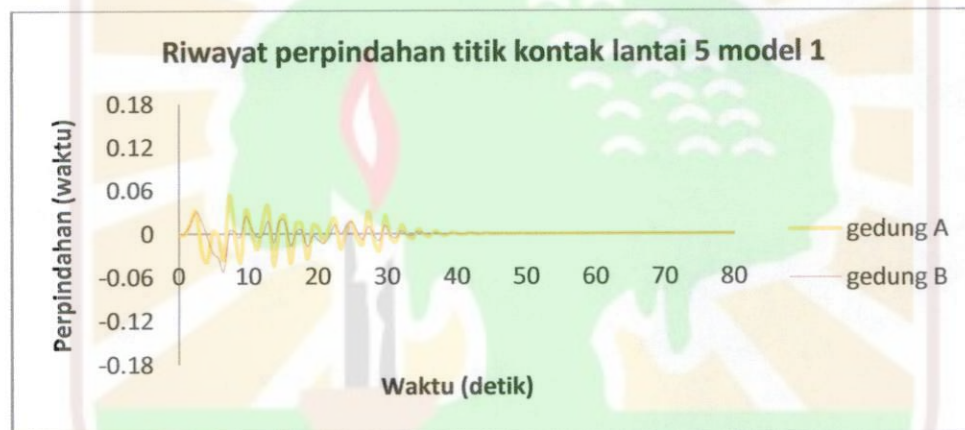 Riwayat perpindahan titik kontak lantai 5 model 1
Perpindahan (waktu)
0.18
0.12
0.06
0
-0.06
-0.12
-0.18
0 10 20 30 40 50 60 70 80
Waktu (detik)
gedung A
gedung B